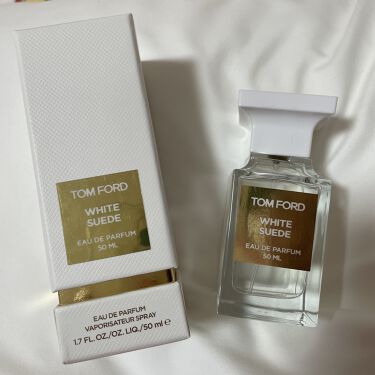 TOM FORD
WHITE
SUEDE
EAU DE PARFUM
50 ML
EAU DE PARFUM
VAPORISATEUR SPRAY
1.7 FL. OZ./OZ. LIQ./50 ml ℮
TOM FORD
WHITE
SUEDE
EAU DE PARFUM
50 ML